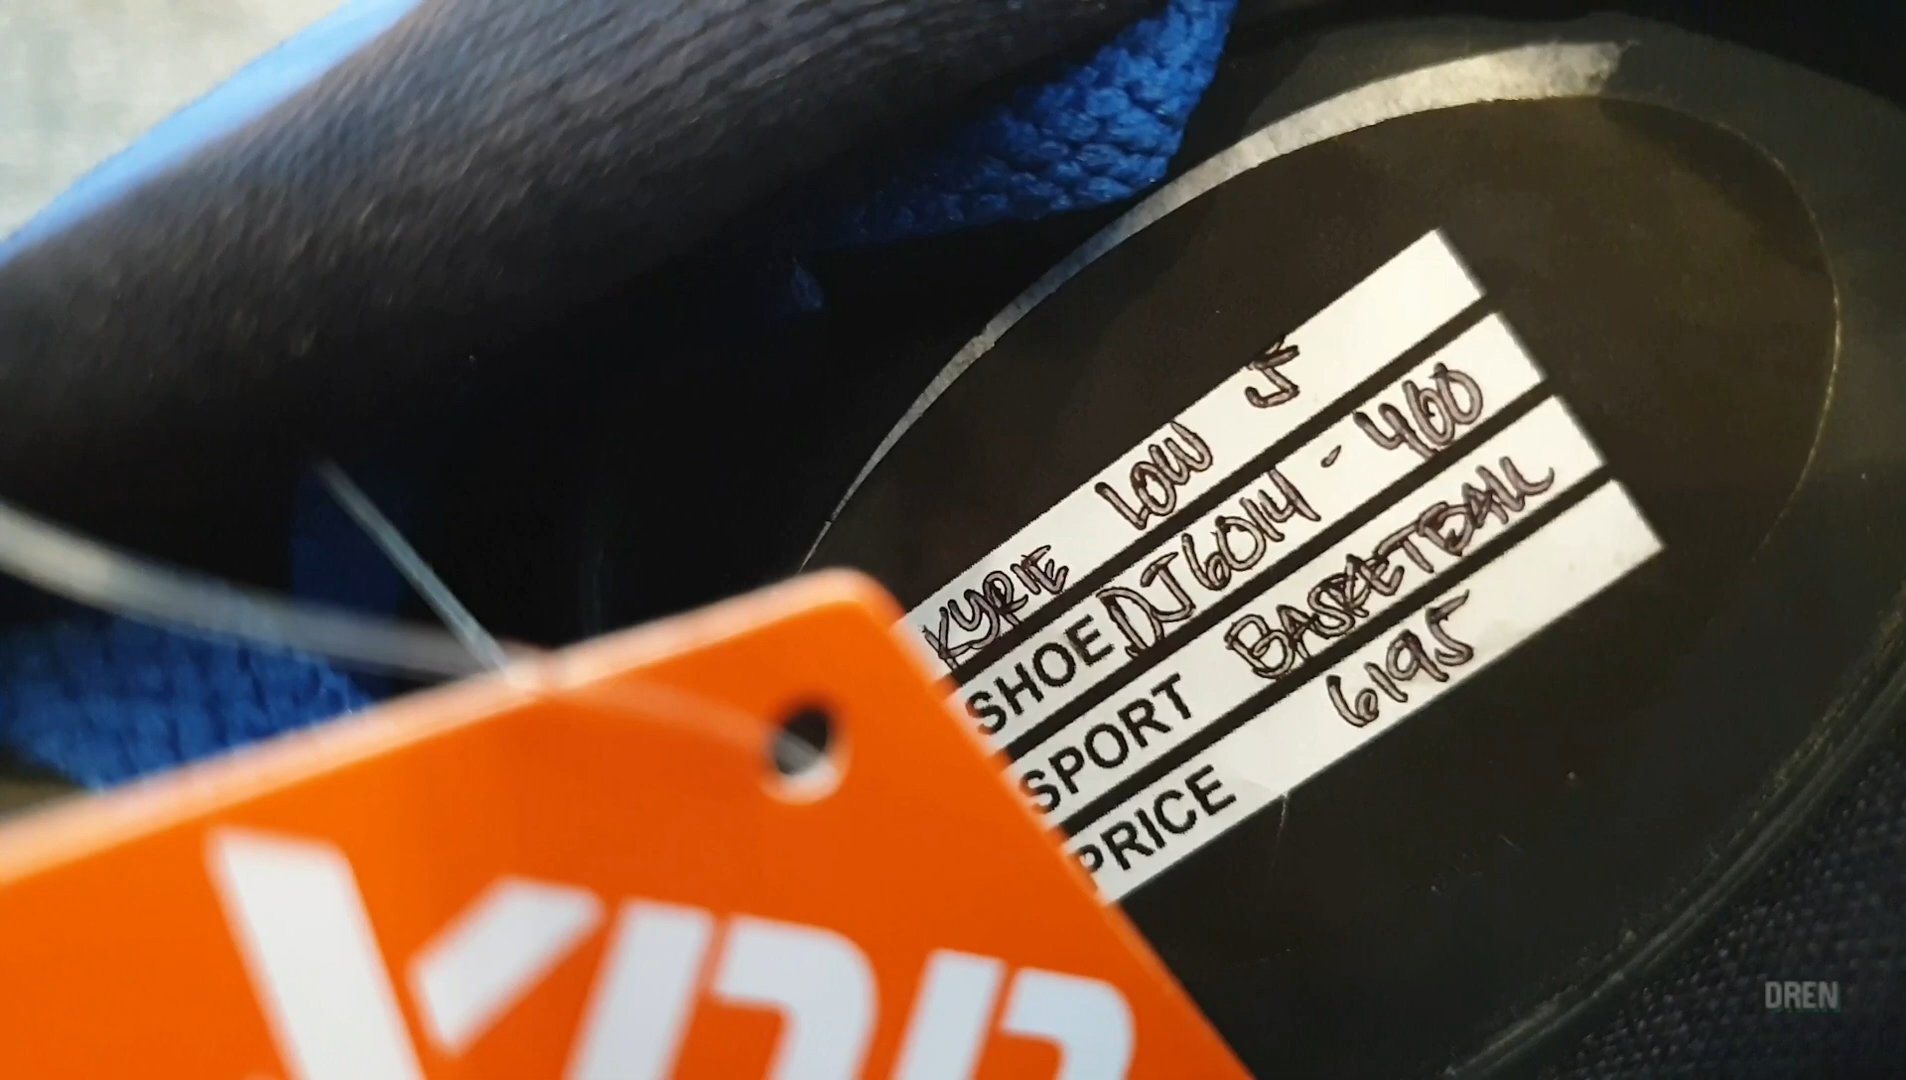 KYRIE LOW 5
SHOE DJ6014-400
SPORT BASKETBALL
PRICE 6195
DREN